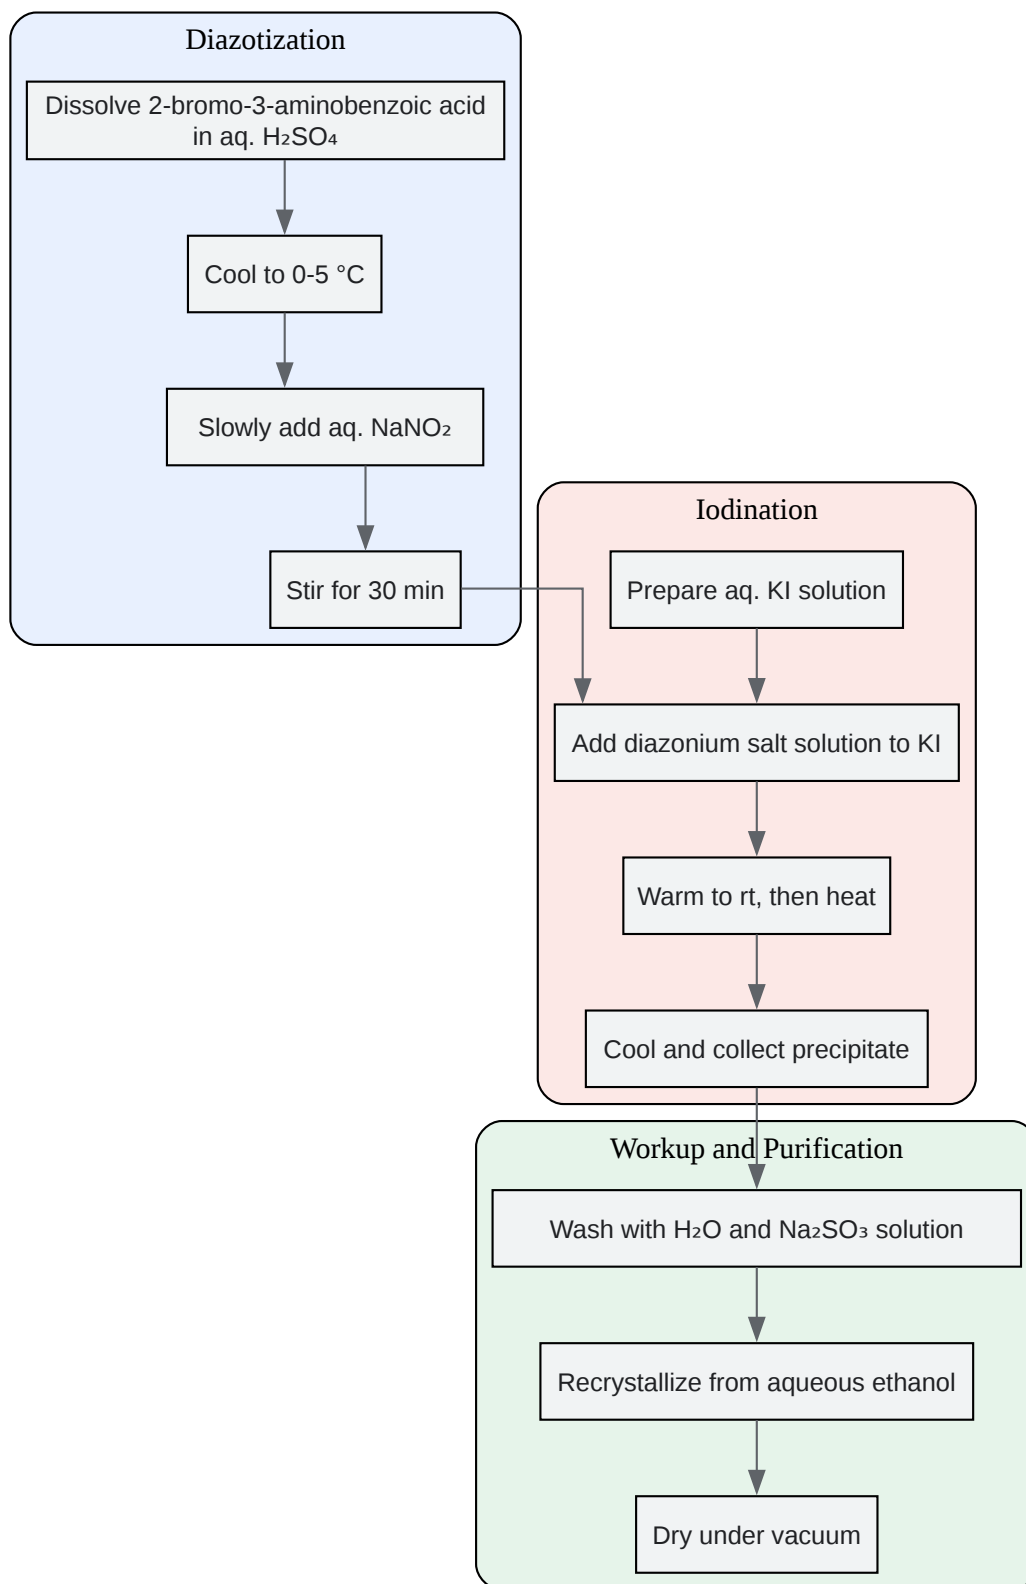 Diazotization
Dissolve 2-bromo-3-aminobenzoic acid
in aq. H₂SO₄
Cool to 0-5 °C
Slowly add aq. NaNO₂
Stir for 30 min
Iodination
Prepare aq. KI solution
Add diazonium salt solution to KI
Warm to rt, then heat
Cool and collect precipitate
Workup and Purification
Wash with H₂O and Na₂SO₃ solution
Recrystallize from aqueous ethanol
Dry under vacuum